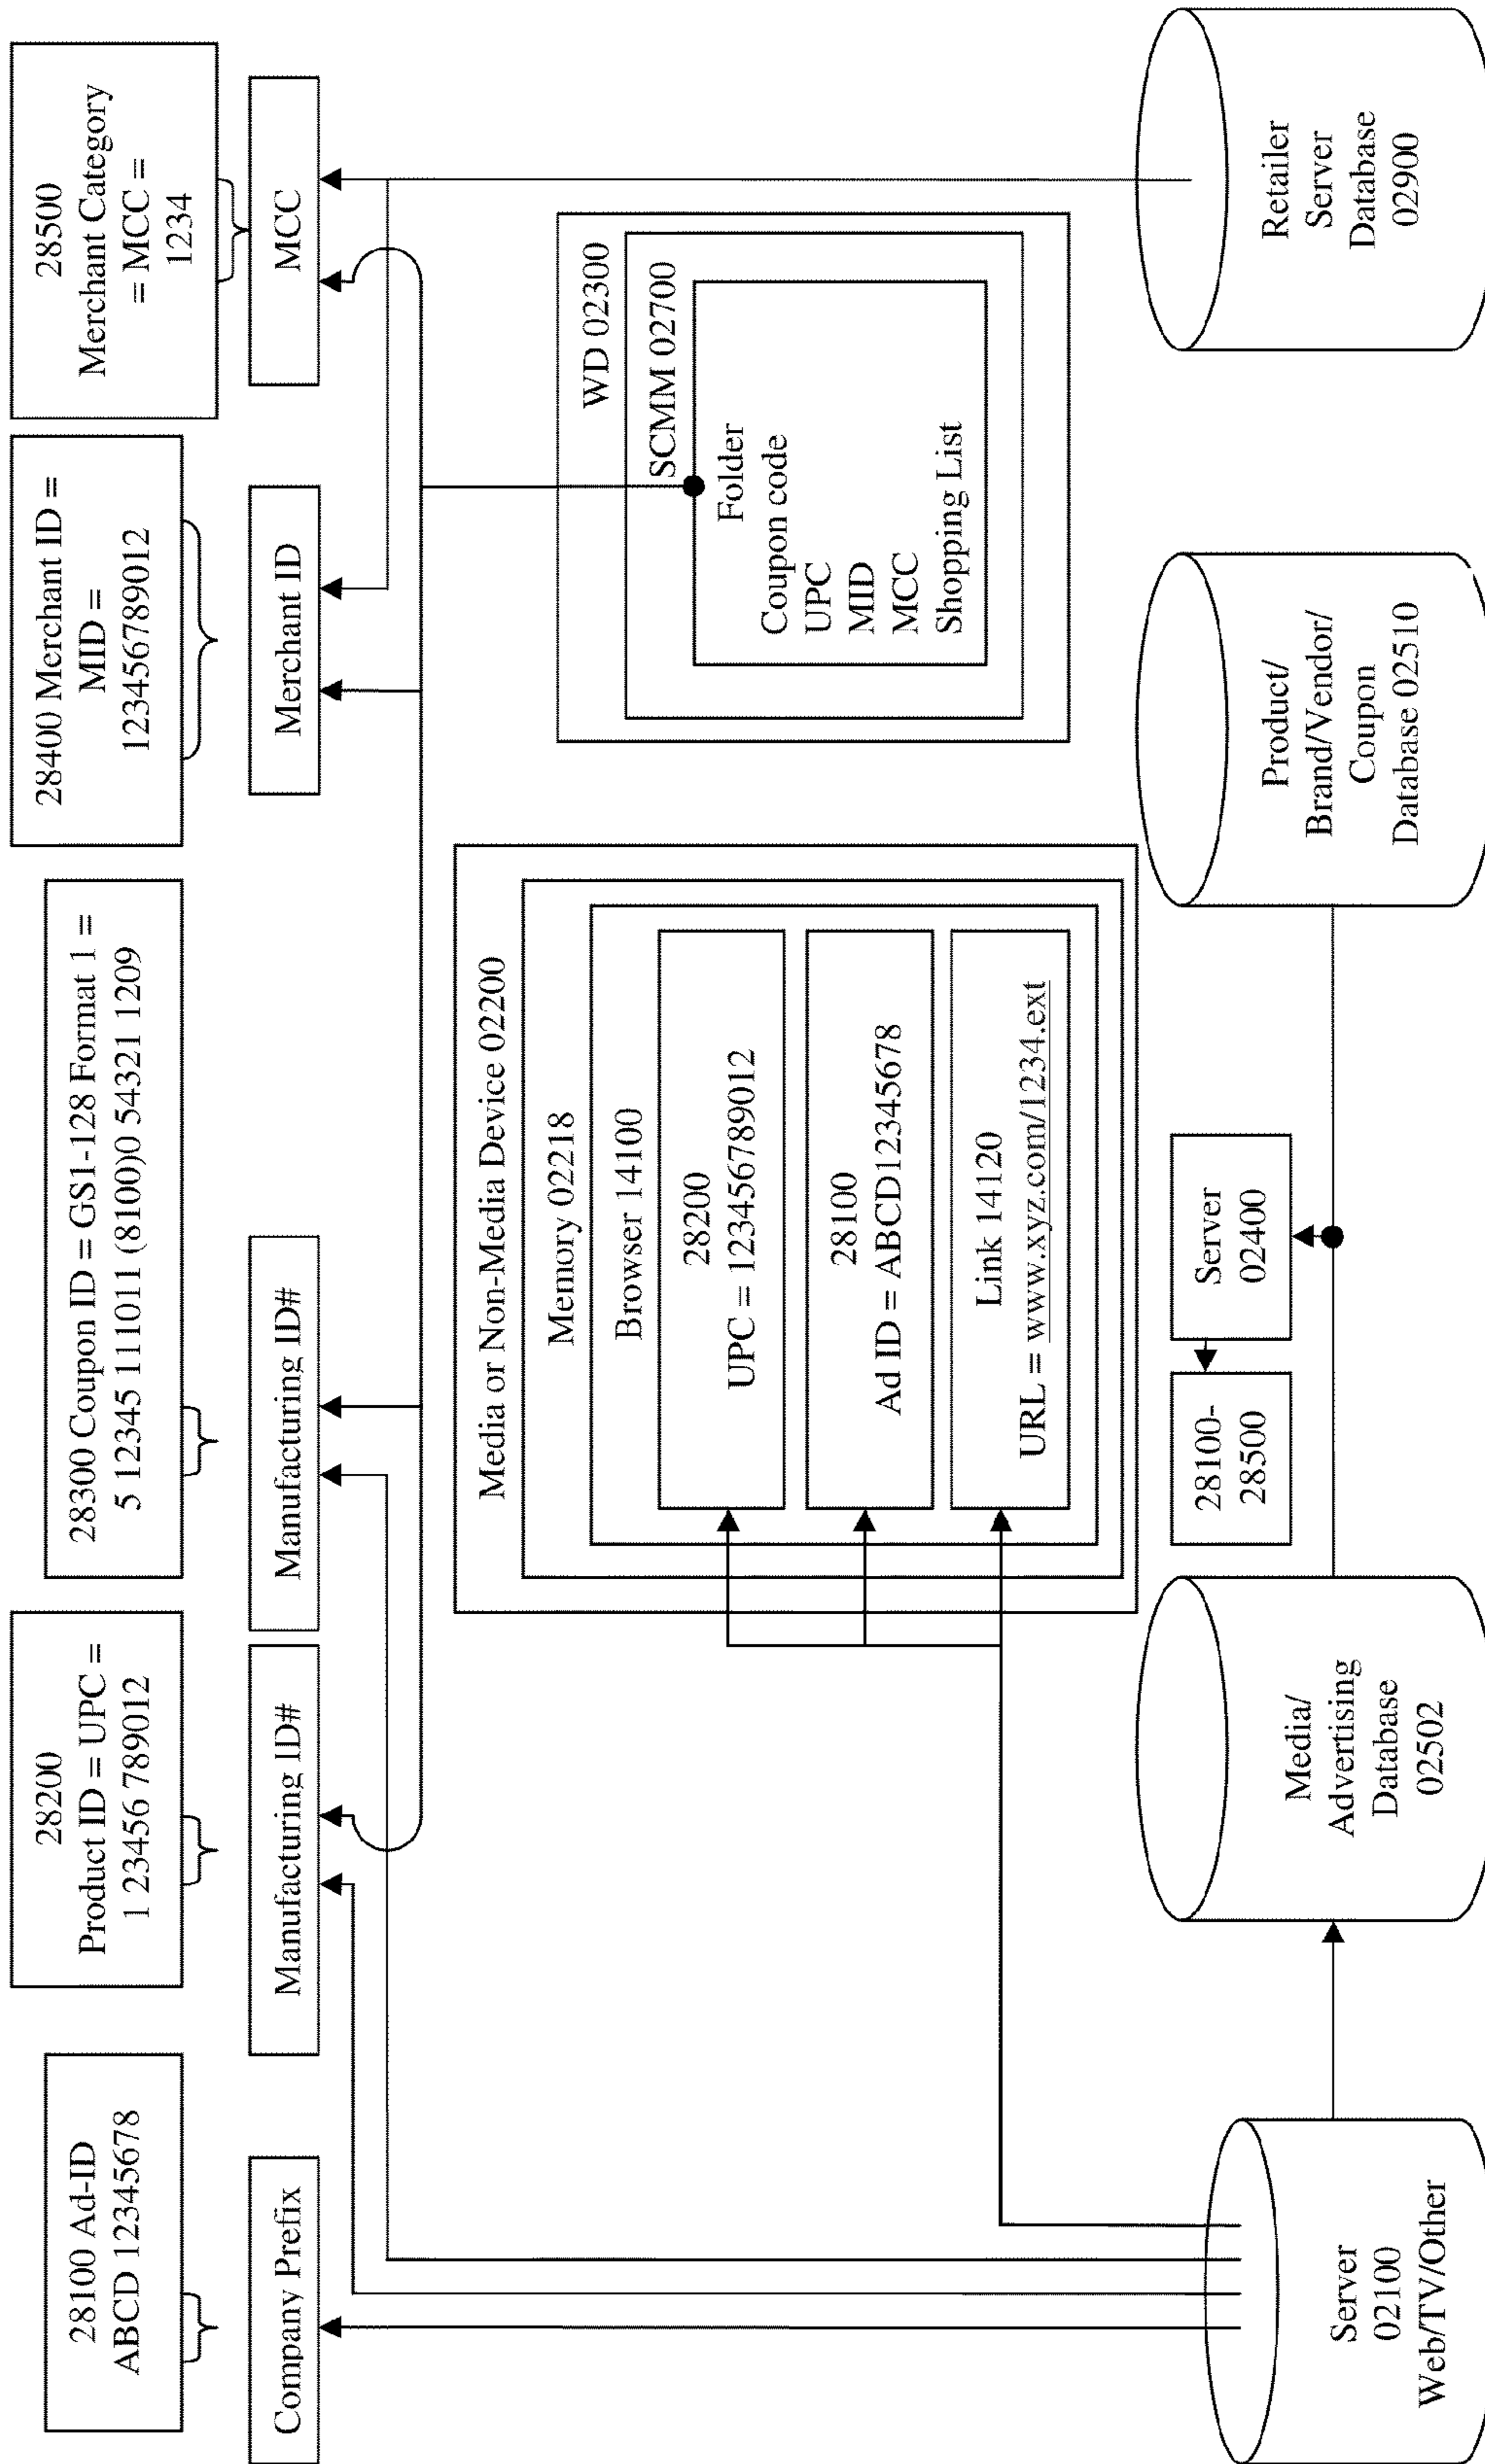 28100 Ad-ID
ABCD 12345678
28200
Product ID = UPC =
1 23456 789012
28300 Coupon ID = GS1-128 Format 1 =
5 12345 111011 (8100)0 54321 1209
28400 Merchant ID =
MID =
123456789012
28500
Merchant Category
= MCC =
1234
Company Prefix
Manufacturing ID#
Manufacturing ID#
Merchant ID
MCC
Media or Non-Media Device 02200
Memory 02218
Browser 14100
28200
UPC = 123456789012
28100
Ad ID = ABCD12345678
Link 14120
URL = www.xyz.com/1234.ext
WD 02300
SCMM 02700
Folder
Coupon code
UPC
MID
MCC
Shopping List
28100-
28500
Server
02400
Server
02100
Web/TV/Other
Media/
Advertising
Database
02502
Product/
Brand/Vendor/
Coupon
Database 02510
Retailer
Server
Database
02900